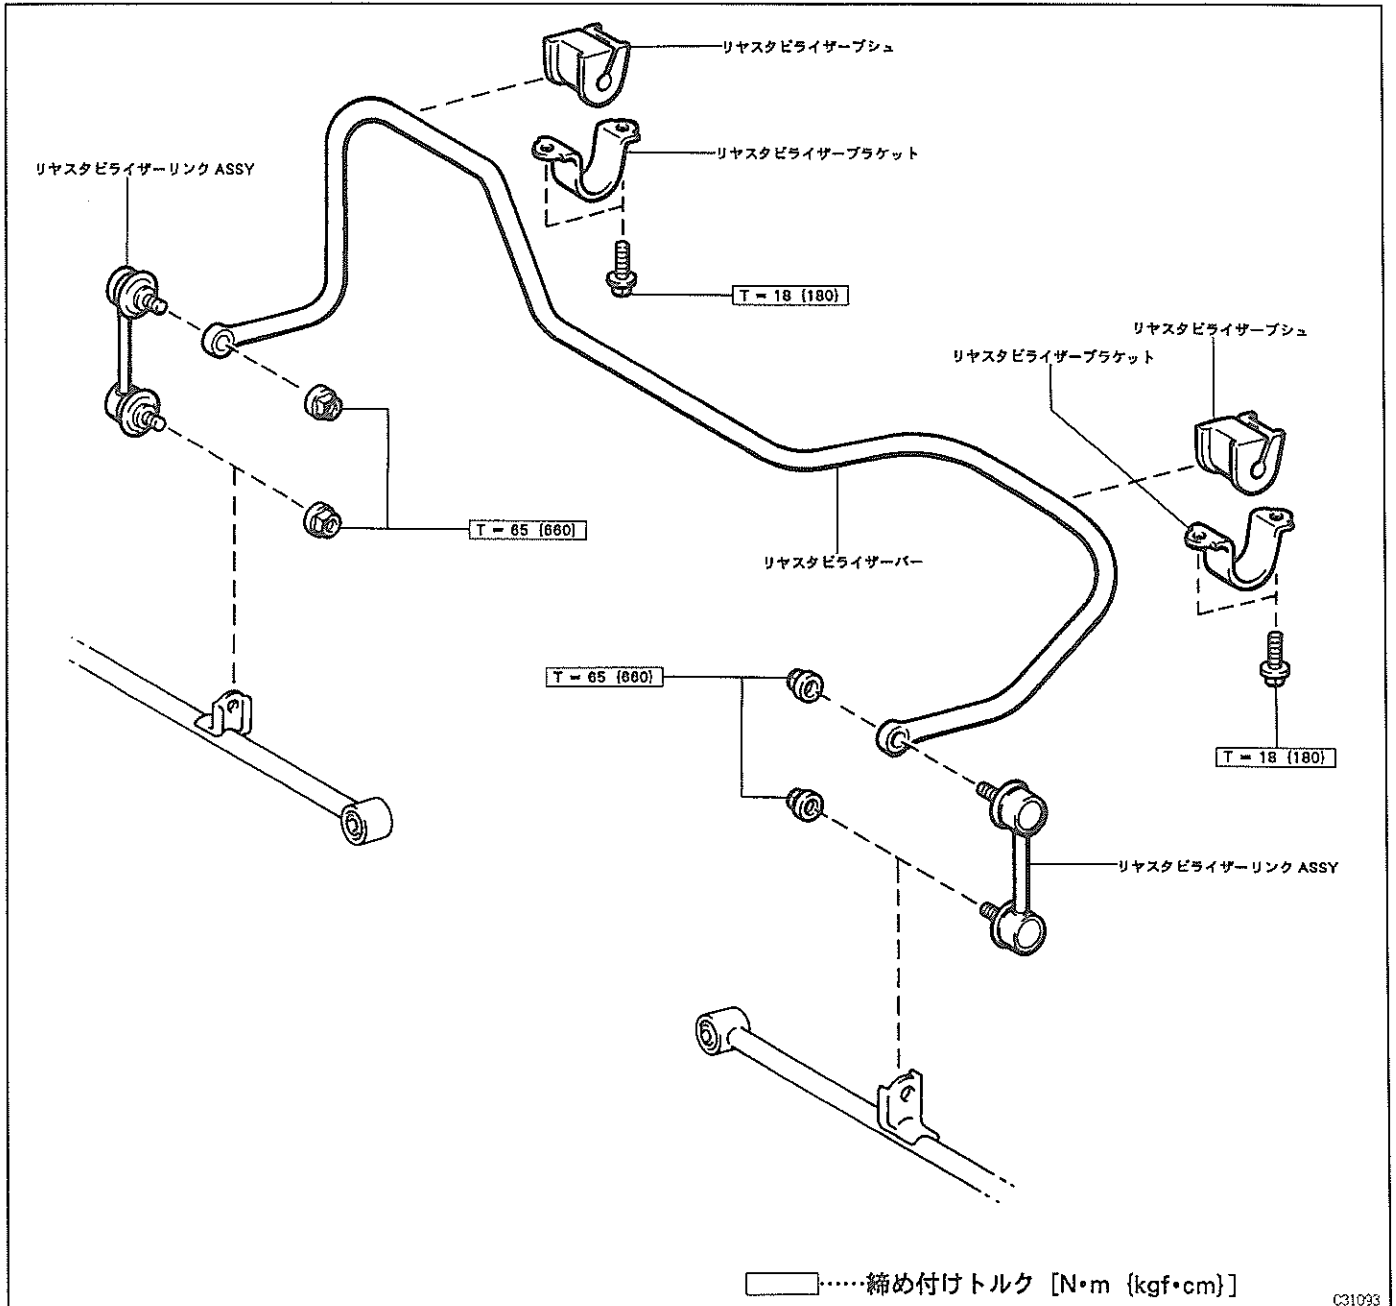 リヤスタビライザーブシュ
リヤスタビライザーブラケット
リヤスタビライザーリンク ASSY
T = 18 {180}
リヤスタビライザーブシュ
リヤスタビライザーブラケット
T = 65 {660}
リヤスタビライザーバー
T = 65 {660}
T = 18 {180}
リヤスタビライザーリンク ASSY
……締め付けトルク [N・m {kgf・cm}]
C31093